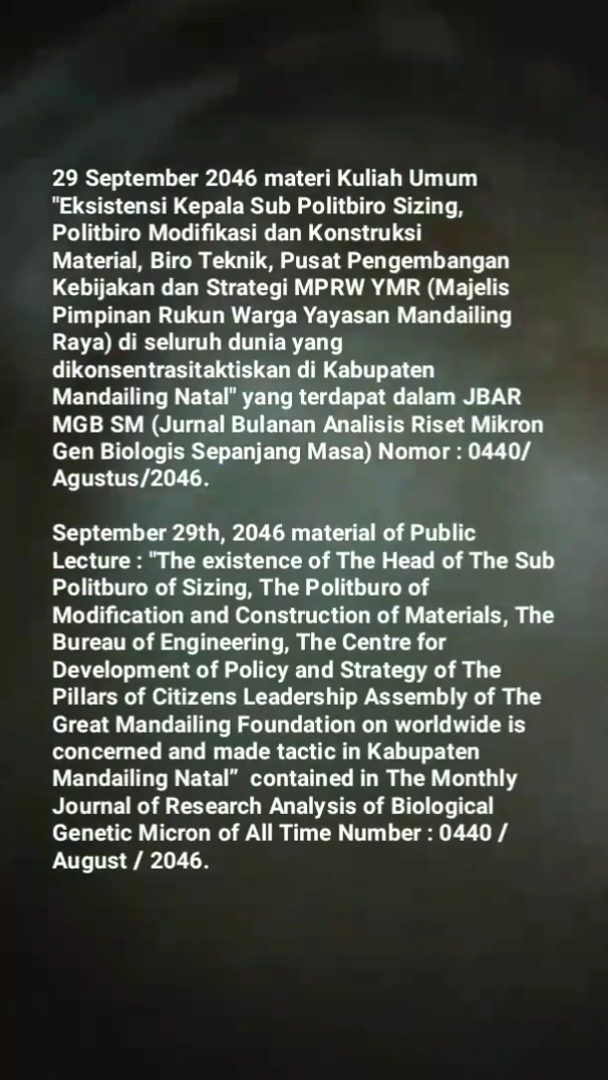 29 September 2046 materi Kuliah Umum
"Eksistensi Kepala Sub Politbiro Sizing,
Politbiro Modifikasi dan Konstruksi
Material, Biro Teknik, Pusat Pengembangan
Kebijakan dan Strategi MPRW YMR (Majelis
Pimpinan Rukun Warga Yayasan Mandailing
Raya) di seluruh dunia yang
dikonsentrasitaktiskan di Kabupaten
Mandailing Natal" yang terdapat dalam JBAR
MGB SM (Jurnal Bulanan Analisis Riset Mikron
Gen Biologis Sepanjang Masa) Nomor : 0440/
Agustus/2046.
September 29th, 2046 material of Public
Lecture : "The existence of The Head of The Sub
Politburo of Sizing, The Politburo of
Modification and Construction of Materials, The
Bureau of Engineering, The Centre for
Development of Policy and Strategy of The
Pillars of Citizens Leadership Assembly of The
Great Mandailing Foundation on worldwide is
concerned and made tactic in Kabupaten
Mandailing Natal” contained in The Monthly
Journal of Research Analysis of Biological
Genetic Micron of All Time Number : 0440 /
August / 2046.